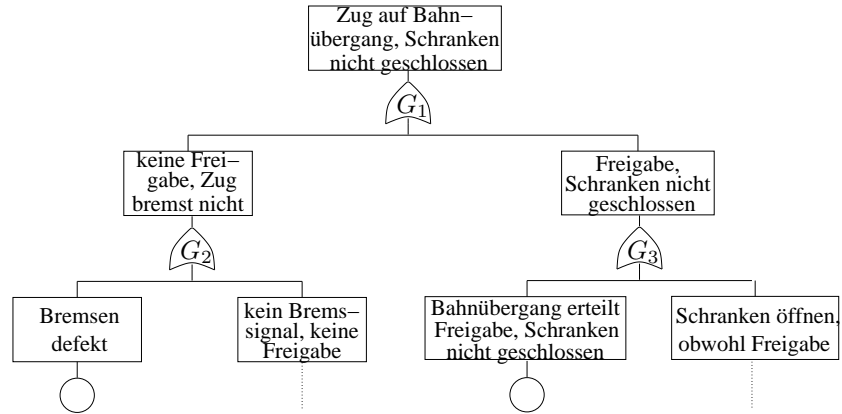 Zug auf Bahn−
übergang, Schranken
nicht geschlossen
G1
keine Frei−
gabe, Zug
bremst nicht
Freigabe,
Schranken nicht
geschlossen
G2
G3
Bremsen
defekt
kein Brems−
signal, keine
Freigabe
Bahnübergang erteilt
Freigabe, Schranken
nicht geschlossen
Schranken öffnen,
obwohl Freigabe